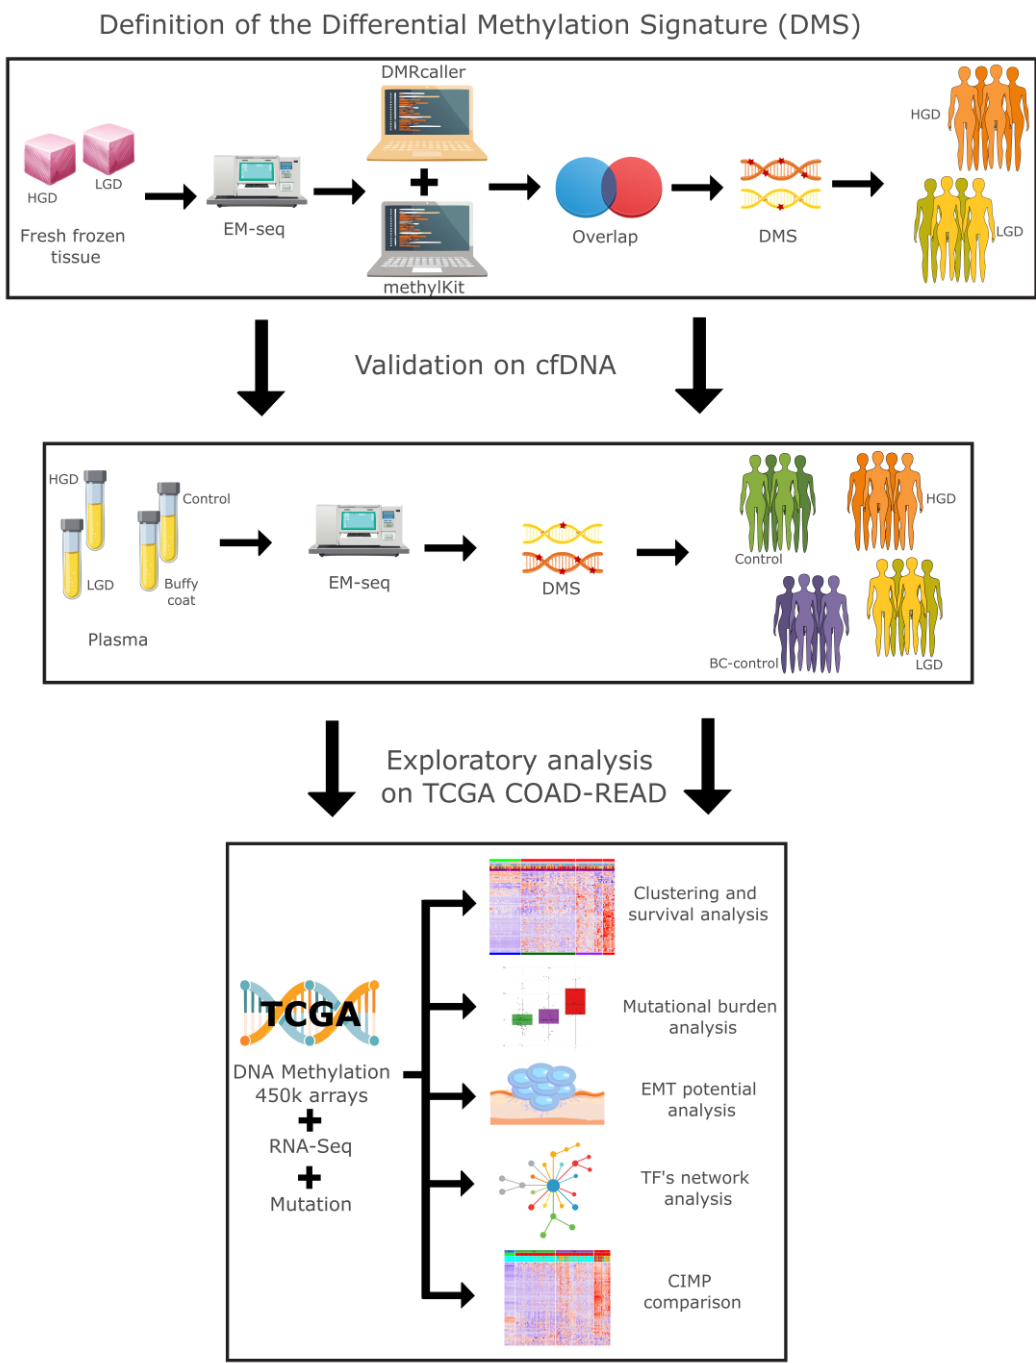 Definition of the Differential Methylation Signature (DMS)
DMRcaller
HGD
LGD
HGD
Fresh frozen
tissue
EM-seq
methylKit
Overlap
DMS
LGD
Validation on cfDNA
HGD
Control
LGD
Buffy
coat
Plasma
EM-seq
DMS
Control
HGD
BC-control
LGD
Exploratory analysis
on TCGA COAD-READ
TCGA
DNA Methylation
450k arrays
+
RNA-Seq
+
Mutation
Clustering and
survival analysis
Mutational burden
analysis
EMT potential
analysis
TF's network
analysis
CIMP
comparison